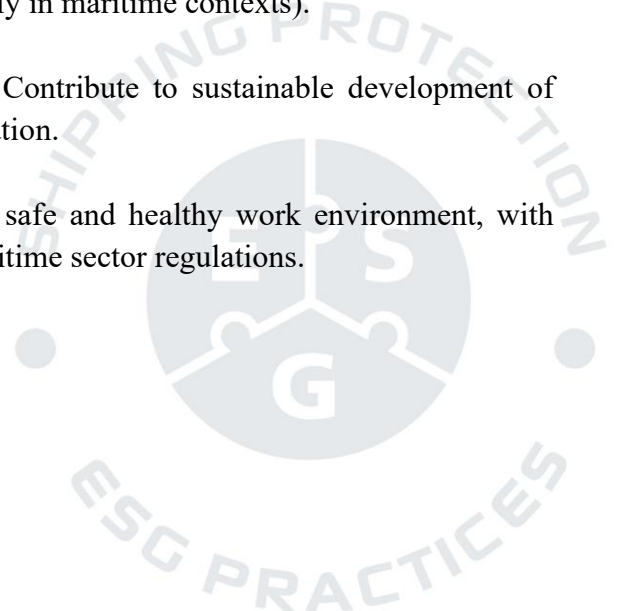 ly in maritime contexts).
Contribute to sustainable development of
tion.
safe and healthy work environment, with
itime sector regulations.
SHIPPING PROTECTION
E S
G
ESG PRACTICES